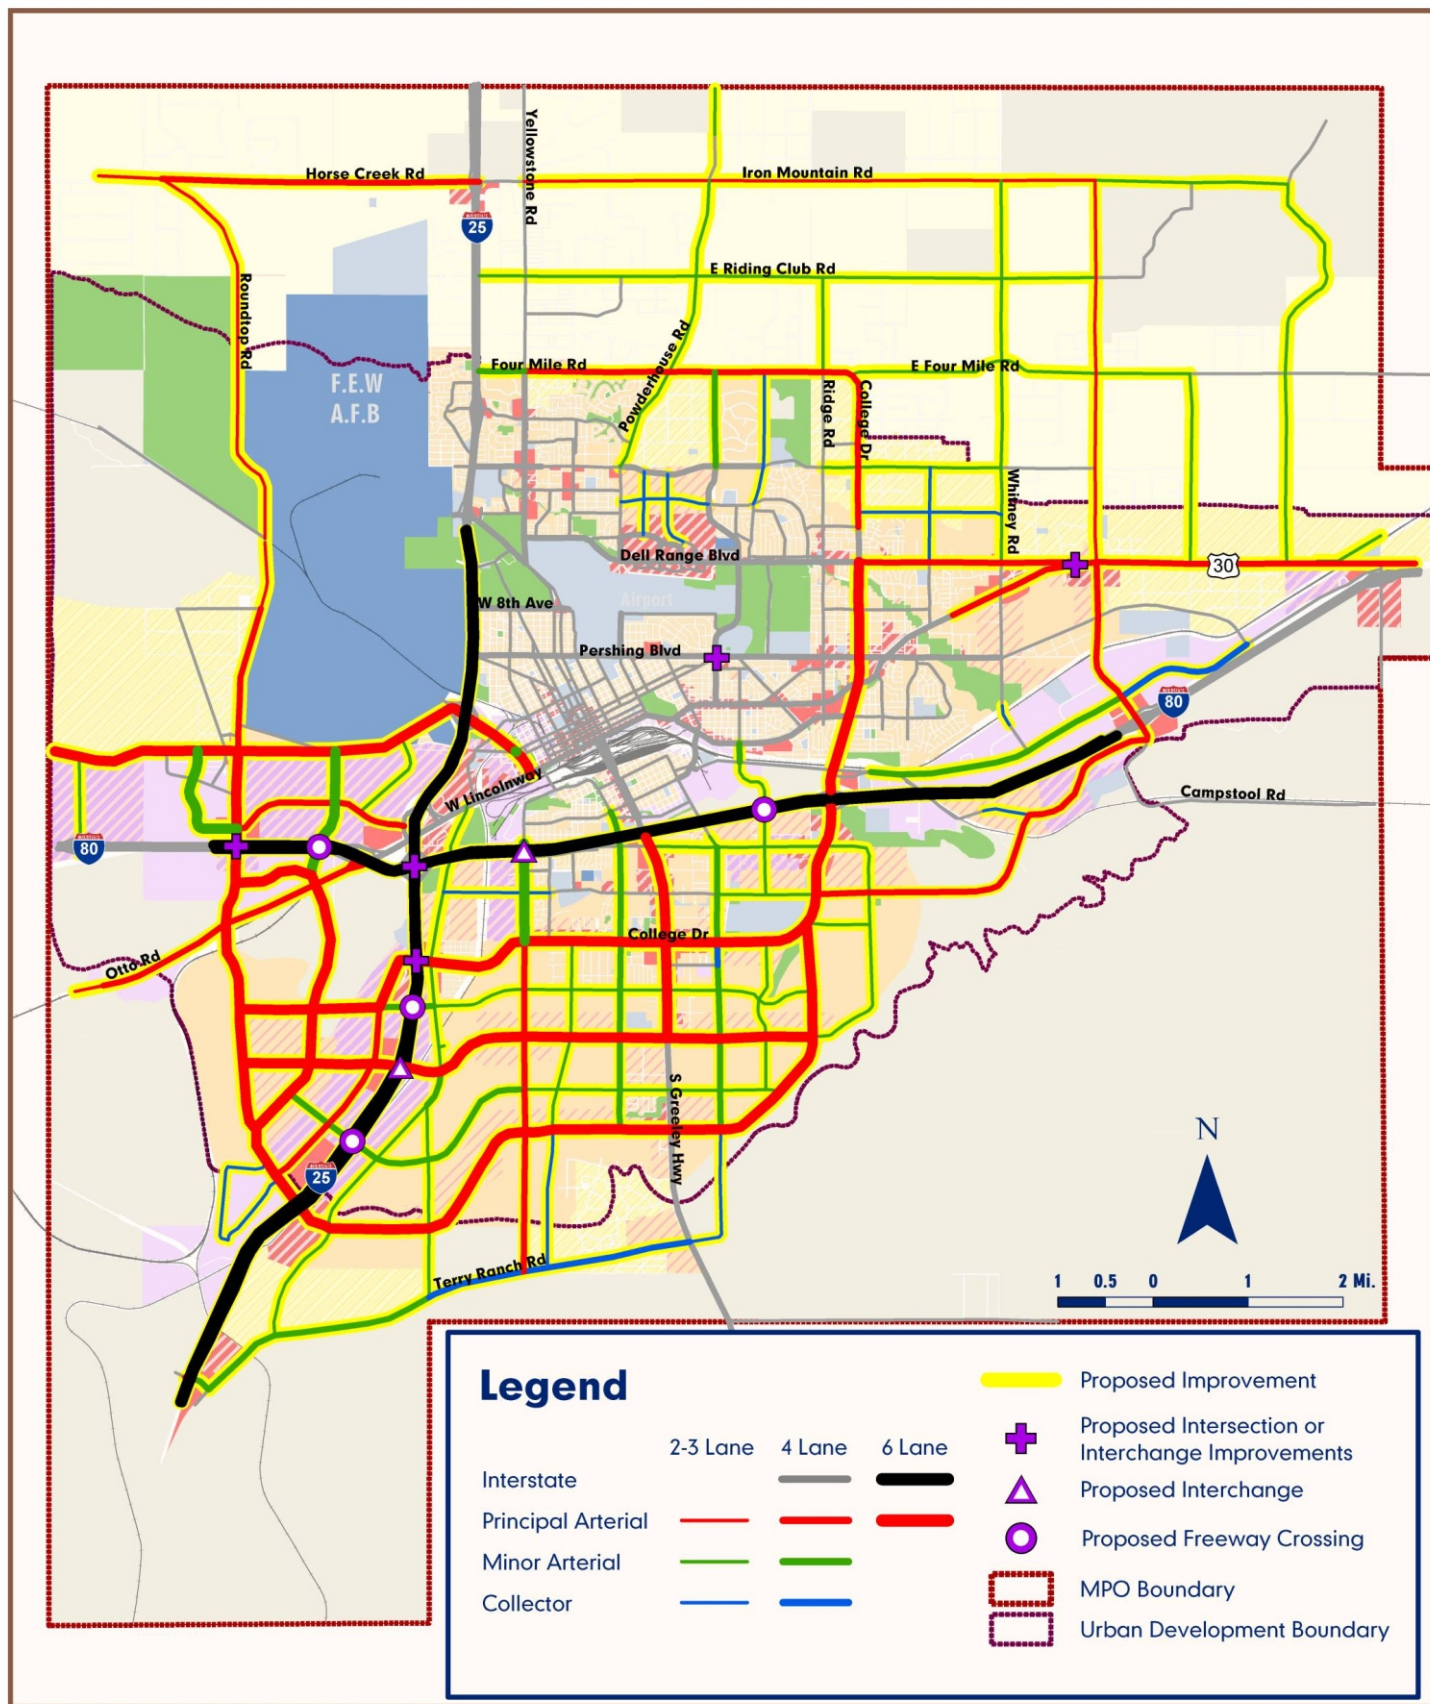 Yellowstone Rd
Horse Creek Rd
Iron Mountain Rd
25
E Riding Club Rd
Roundtop Rd
Powderhouse Rd
Four Mile Rd
E Four Mile Rd
F.E.W
A.F.B
Ridge Rd
College Dr
Whitney Rd
Dell Range Blvd
30
W 8th Ave
Airport
Pershing Blvd
80
W Lincolnway
Campstool Rd
80
College Dr
Otto Rd
S Greeley Hwy
N
25
Terry Ranch Rd
1 0.5 0 1 2 Mi.
Legend
Proposed Improvement
Proposed Intersection or
Interchange Improvements
2-3 Lane 4 Lane 6 Lane
Interstate
Proposed Interchange
Principal Arterial
Proposed Freeway Crossing
Minor Arterial
MPO Boundary
Collector
Urban Development Boundary